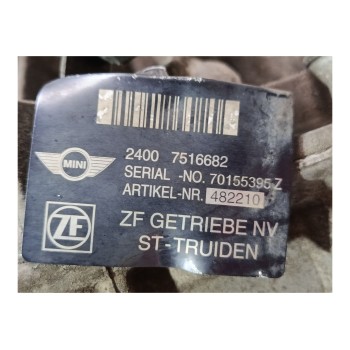 MINI
2400 7516682
SERIAL -NO. 70155395 Z
ARTIKEL-NR. 482210
ZF
ZF GETRIEBE NV
ST-TRUIDEN